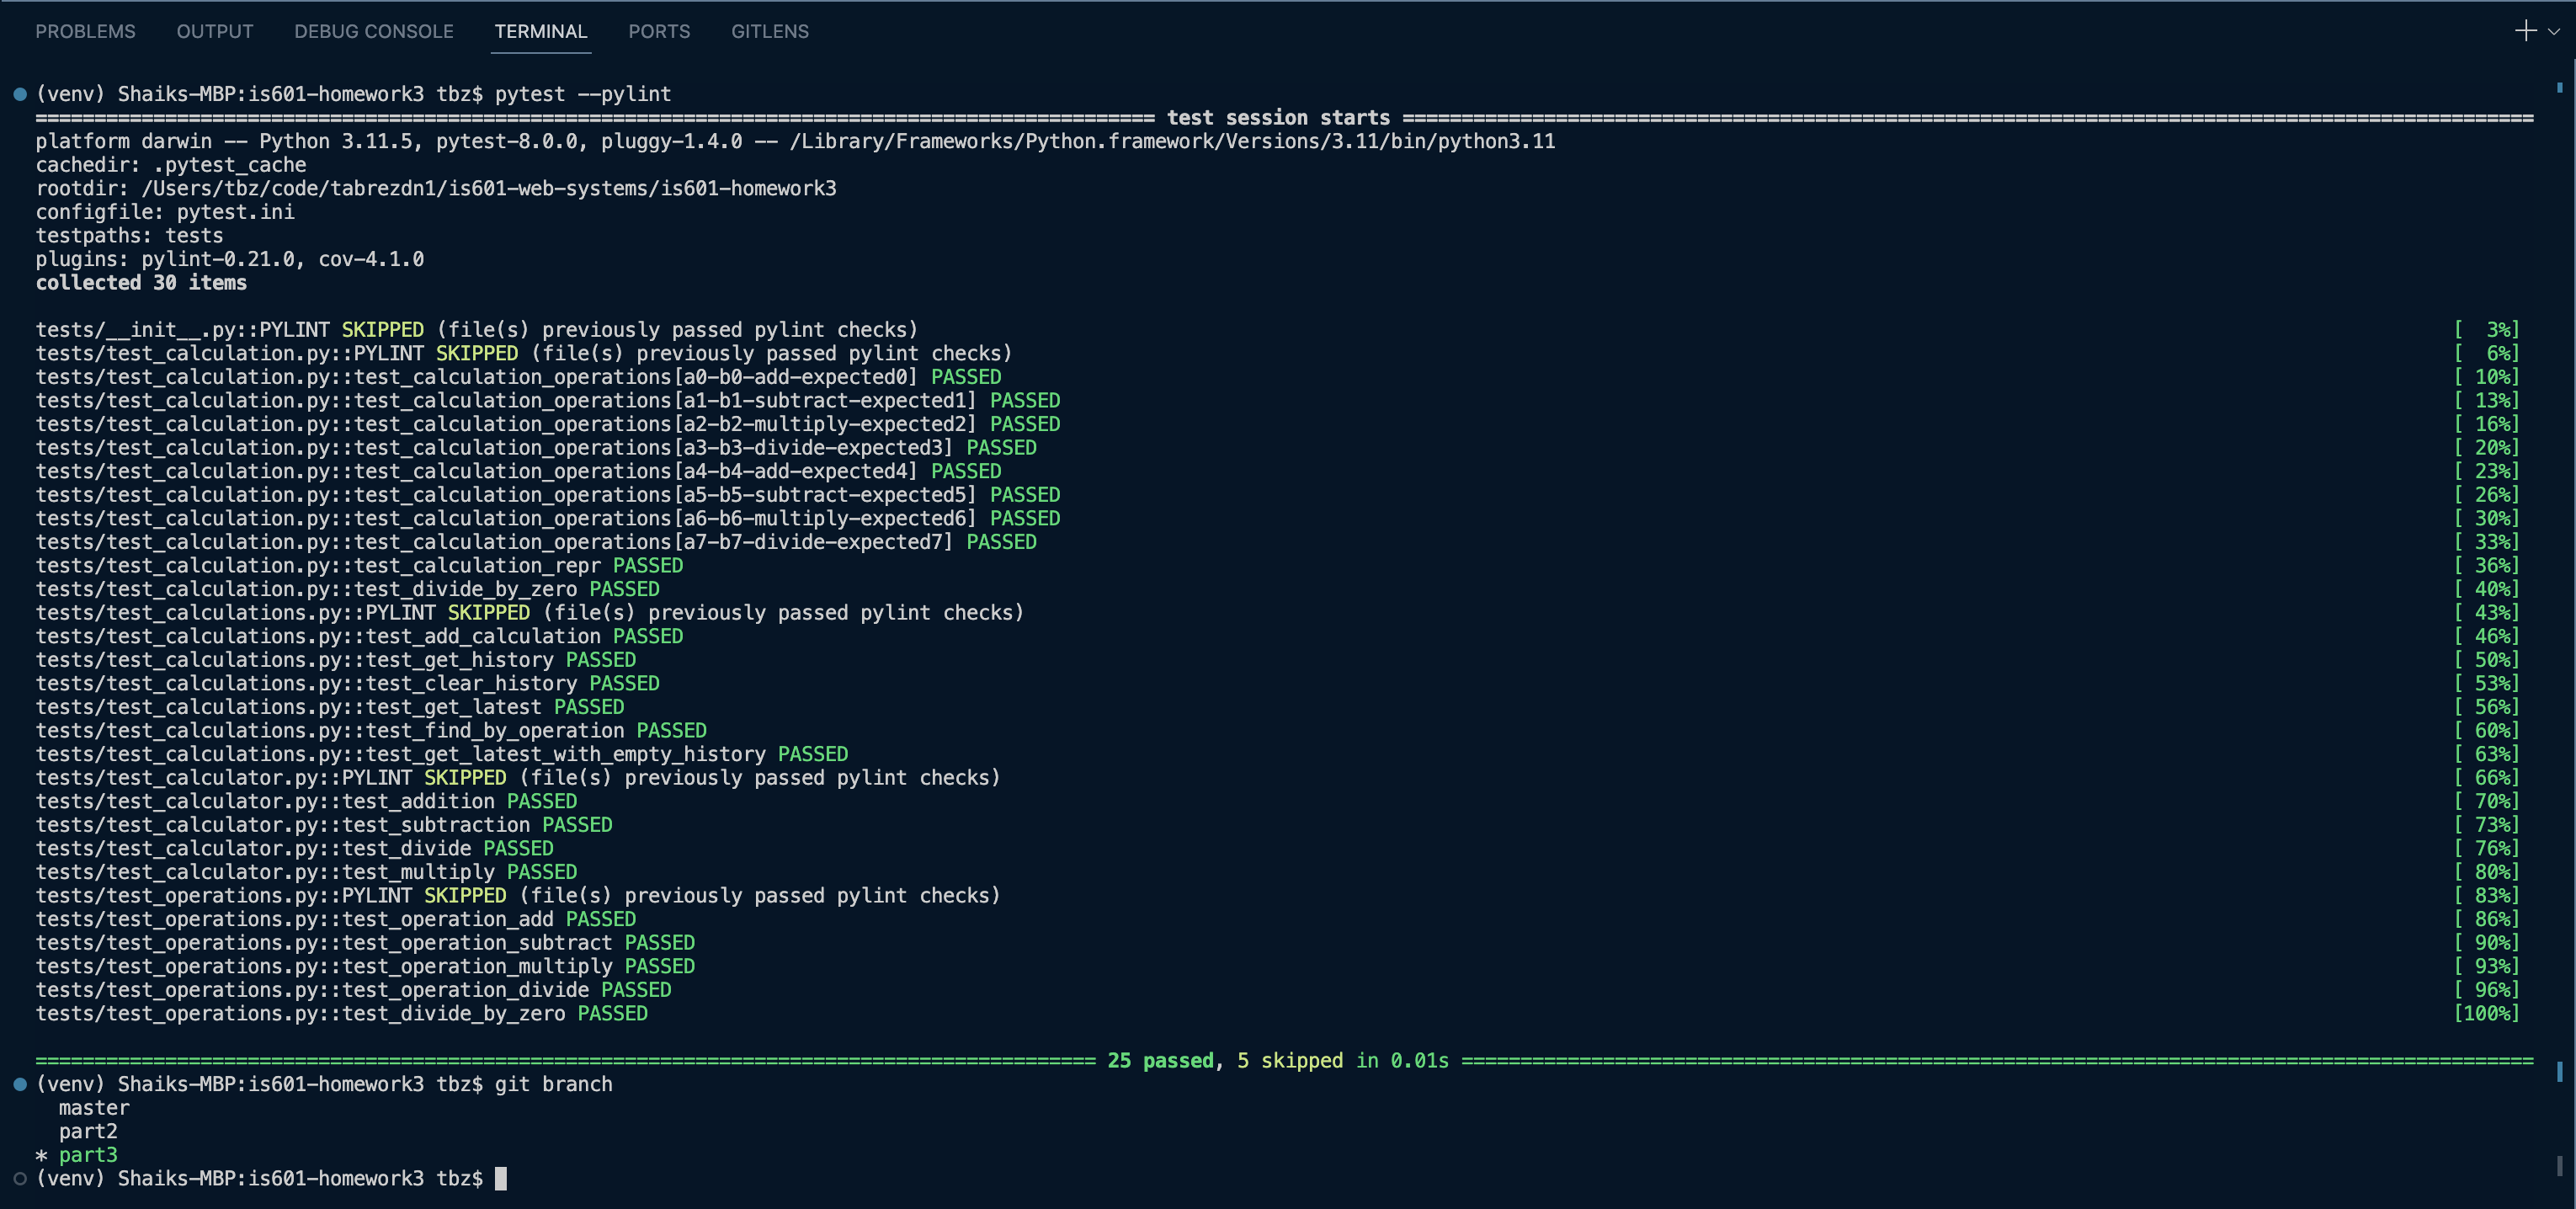 PROBLEMS OUTPUT DEBUG CONSOLE TERMINAL PORTS GITLENS
(venv) Shaiks-MBP:is601-homework3 tbz$ pytest --pylint
=============================================================================================== test session starts ================================================================================================
platform darwin -- Python 3.11.5, pytest-8.0.0, pluggy-1.4.0 -- /Library/Frameworks/Python.framework/Versions/3.11/bin/python3.11
cachedir: .pytest_cache
rootdir: /Users/tbz/code/tabrezdn1/is601-web-systems/is601-homework3
configfile: pytest.ini
testpaths: tests
plugins: pylint-0.21.0, cov-4.1.0
collected 30 items
tests/__init__.py::PYLINT SKIPPED (file(s) previously passed pylint checks) [  3%]
tests/test_calculation.py::PYLINT SKIPPED (file(s) previously passed pylint checks) [  6%]
tests/test_calculation.py::test_calculation_operations[a0-b0-add-expected0] PASSED [ 10%]
tests/test_calculation.py::test_calculation_operations[a1-b1-subtract-expected1] PASSED [ 13%]
tests/test_calculation.py::test_calculation_operations[a2-b2-multiply-expected2] PASSED [ 16%]
tests/test_calculation.py::test_calculation_operations[a3-b3-divide-expected3] PASSED [ 20%]
tests/test_calculation.py::test_calculation_operations[a4-b4-add-expected4] PASSED [ 23%]
tests/test_calculation.py::test_calculation_operations[a5-b5-subtract-expected5] PASSED [ 26%]
tests/test_calculation.py::test_calculation_operations[a6-b6-multiply-expected6] PASSED [ 30%]
tests/test_calculation.py::test_calculation_operations[a7-b7-divide-expected7] PASSED [ 33%]
tests/test_calculation.py::test_calculation_repr PASSED [ 36%]
tests/test_calculation.py::test_divide_by_zero PASSED [ 40%]
tests/test_calculations.py::PYLINT SKIPPED (file(s) previously passed pylint checks) [ 43%]
tests/test_calculations.py::test_add_calculation PASSED [ 46%]
tests/test_calculations.py::test_get_history PASSED [ 50%]
tests/test_calculations.py::test_clear_history PASSED [ 53%]
tests/test_calculations.py::test_get_latest PASSED [ 56%]
tests/test_calculations.py::test_find_by_operation PASSED [ 60%]
tests/test_calculations.py::test_get_latest_with_empty_history PASSED [ 63%]
tests/test_calculator.py::PYLINT SKIPPED (file(s) previously passed pylint checks) [ 66%]
tests/test_calculator.py::test_addition PASSED [ 70%]
tests/test_calculator.py::test_subtraction PASSED [ 73%]
tests/test_calculator.py::test_divide PASSED [ 76%]
tests/test_calculator.py::test_multiply PASSED [ 80%]
tests/test_operations.py::PYLINT SKIPPED (file(s) previously passed pylint checks) [ 83%]
tests/test_operations.py::test_operation_add PASSED [ 86%]
tests/test_operations.py::test_operation_subtract PASSED [ 90%]
tests/test_operations.py::test_operation_multiply PASSED [ 93%]
tests/test_operations.py::test_operation_divide PASSED [ 96%]
tests/test_operations.py::test_divide_by_zero PASSED [100%]
========================================================================================== 25 passed, 5 skipped in 0.01s ===========================================================================================
(venv) Shaiks-MBP:is601-homework3 tbz$ git branch
master
part2
* part3
(venv) Shaiks-MBP:is601-homework3 tbz$